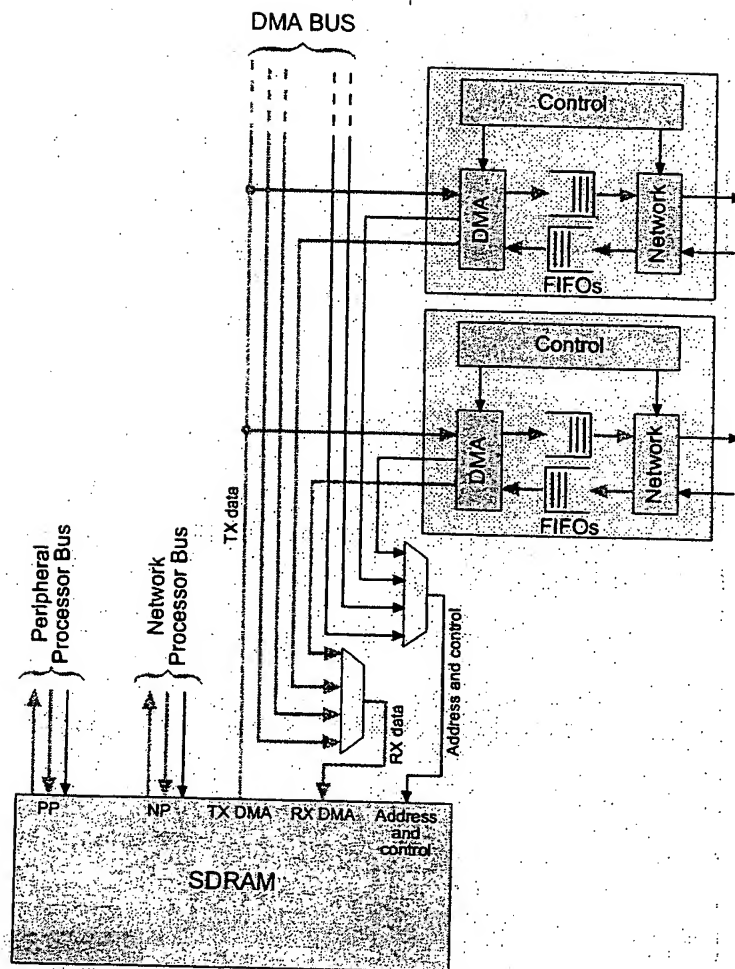 DMA BUS
Control
DMA
FIFOs
Network
Control
DMA
FIFOs
Network
TX data
Peripheral
Processor Bus
Network
Processor Bus
RX data
Address and control
PP
NP
TX DMA
RX DMA
Address
and
control
SDRAM